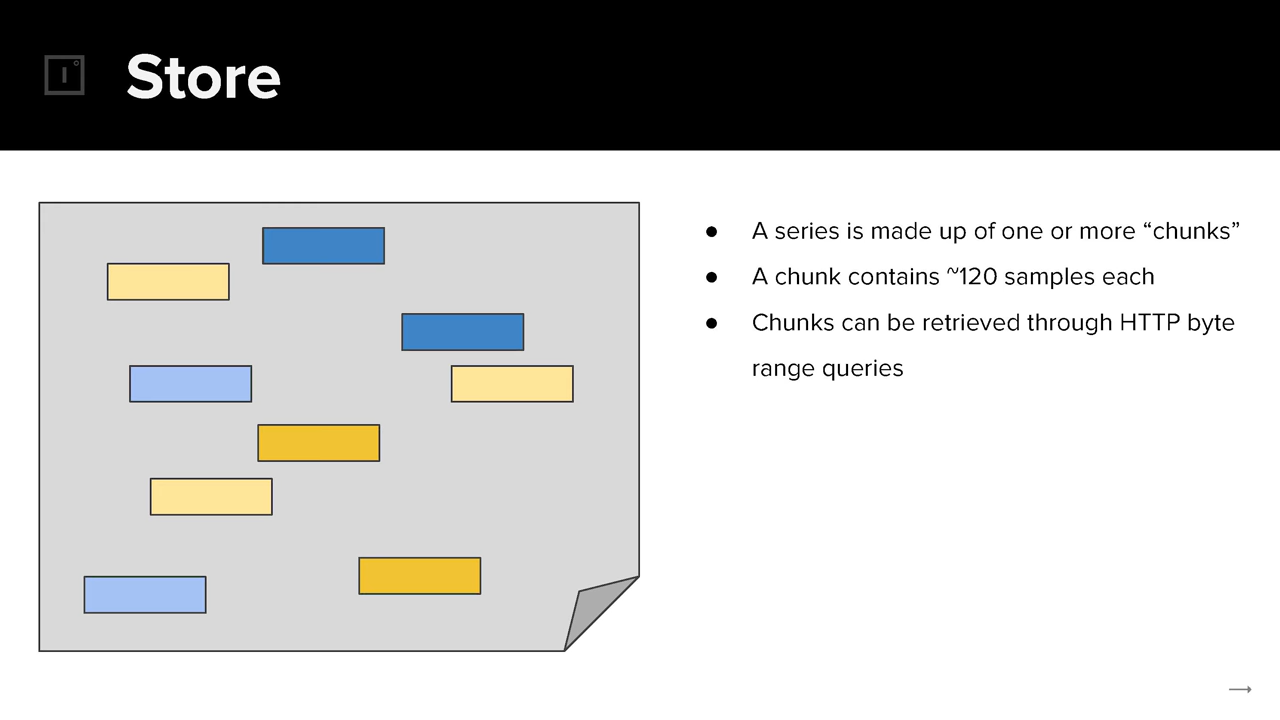 Store
● A series is made up of one or more “chunks”
● A chunk contains ~120 samples each
● Chunks can be retrieved through HTTP byte
range queries